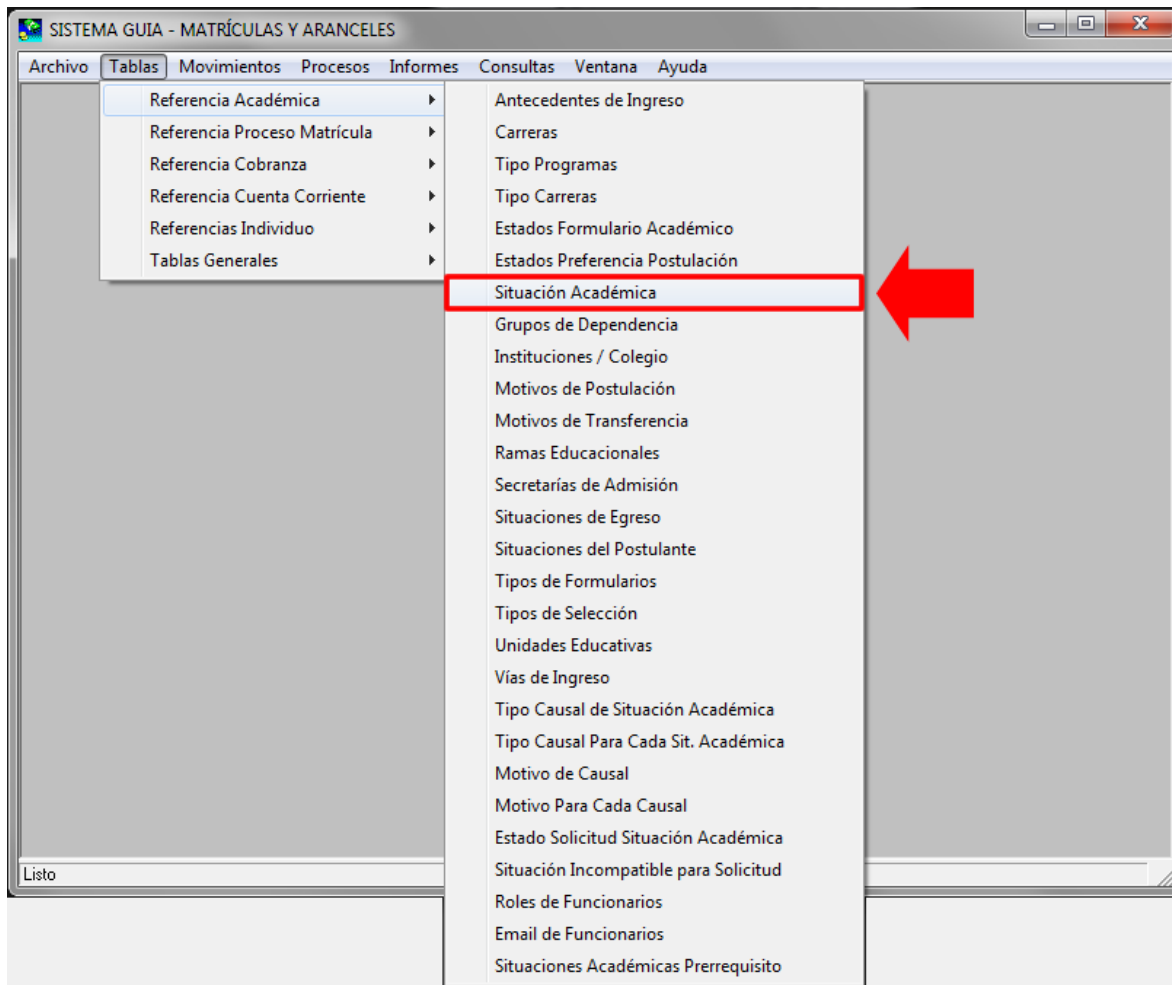 SISTEMA GUIA - MATRÍCULAS Y ARANCELES
Archivo Tablas Movimientos Procesos Informes Consultas Ventana Ayuda
Referencia Académica
Referencia Proceso Matrícula
Referencia Cobranza
Referencia Cuenta Corriente
Referencias Individuo
Tablas Generales
Antecedentes de Ingreso
Carreras
Tipo Programas
Tipo Carreras
Estados Formulario Académico
Estados Preferencia Postulación
Situación Académica
Grupos de Dependencia
Instituciones / Colegio
Motivos de Postulación
Motivos de Transferencia
Ramas Educacionales
Secretarías de Admisión
Situaciones de Egreso
Situaciones del Postulante
Tipos de Formularios
Tipos de Selección
Unidades Educativas
Vías de Ingreso
Tipo Causal de Situación Académica
Tipo Causal Para Cada Sit. Académica
Motivo de Causal
Motivo Para Cada Causal
Estado Solicitud Situación Académica
Situación Incompatible para Solicitud
Roles de Funcionarios
Email de Funcionarios
Situaciones Académicas Prerrequisito
Listo